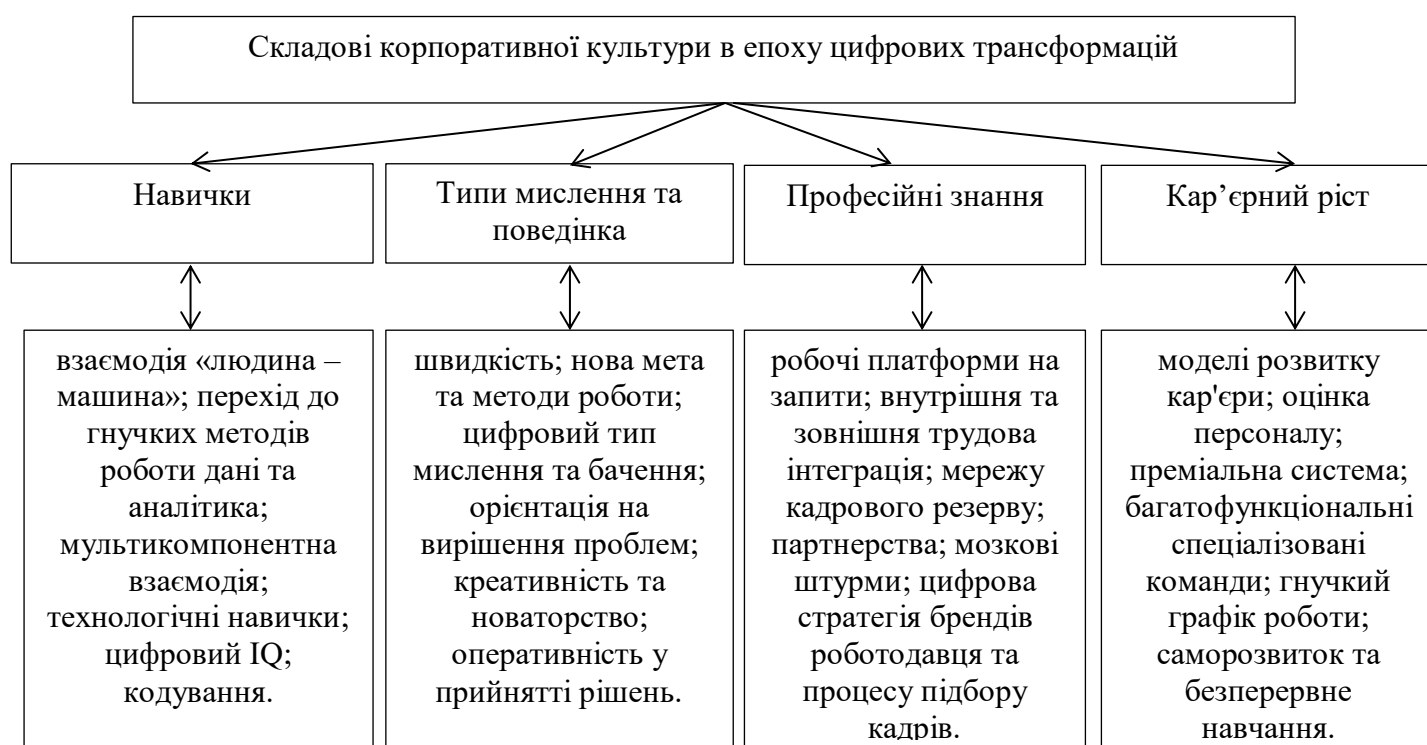 Складові корпоративної культури в епоху цифрових трансформацій
Навички
Типи мислення та
поведінка
Професійні знання
Кар’єрний ріст
взаємодія «людина –
машина»; перехід до
гнучких методів
роботи дані та
аналітика;
мультикомпонентна
взаємодія;
технологічні навички;
цифровий IQ;
кодування.
швидкість; нова мета
та методи роботи;
цифровий тип
мислення та бачення;
орієнтація на
вирішення проблем;
креативність та
новаторство;
оперативність у
прийнятті рішень.
робочі платформи на
запити; внутрішня та
зовнішня трудова
інтеграція; мережу
кадрового резерву;
партнерства; мозкові
штурми; цифрова
стратегія брендів
роботодавця та
процесу підбору
кадрів.
моделі розвитку
кар'єри; оцінка
персоналу;
преміальна система;
багатофункціональні
спеціалізовані
команди; гнучкий
графік роботи;
саморозвиток та
безперервне
навчання.